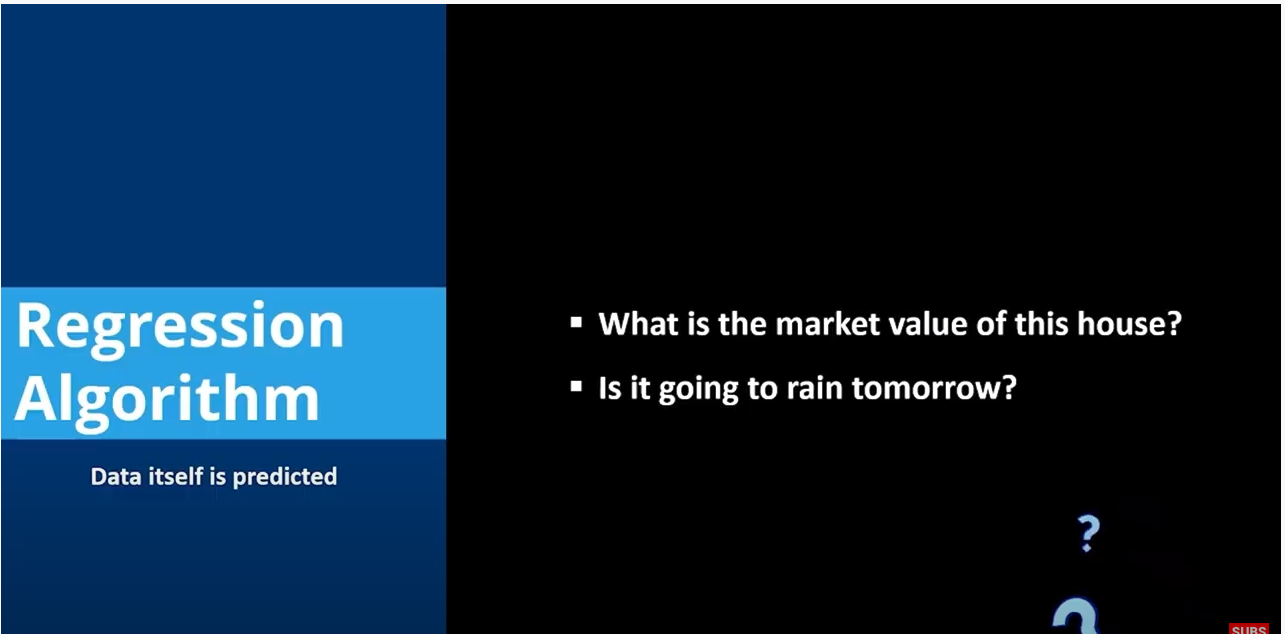 Regression
Algorithm
Data itself is predicted
▪ What is the market value of this house?
▪ Is it going to rain tomorrow?
?
?
SUBS